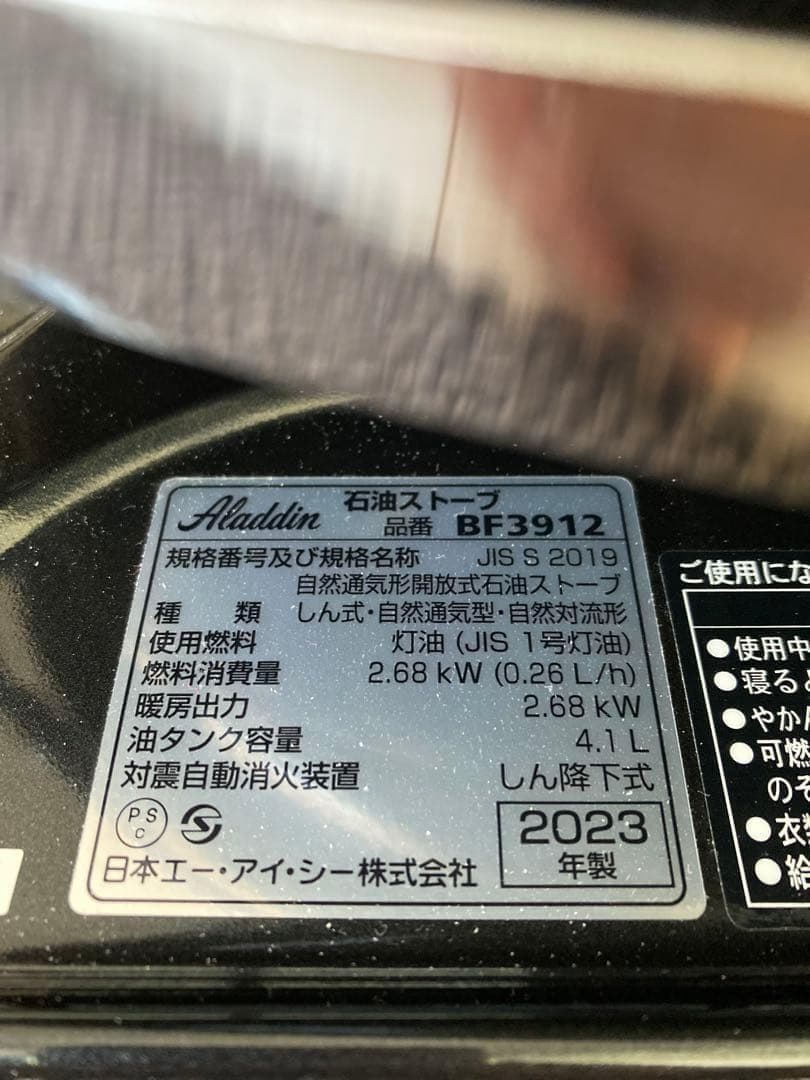 Aladdin 石油ストーブ
品番 BF3912
規格番号及び規格名称 JIS S 2019
自然通気形開放式石油ストーブ
種 類 しん式・自然通気型・自然対流形
使用燃料 灯油 (JIS 1号灯油)
燃料消費量 2.68 kW (0.26 L/h)
暖房出力 2.68 kW
油タンク容量 4.1 L
対震自動消火装置 しん降下式
PSC
2023
年製
日本エー・アイ・シー株式会社
ご使用にな
●使用中
●寝ると
●やかん
●可燃
のそ
●衣類
●給